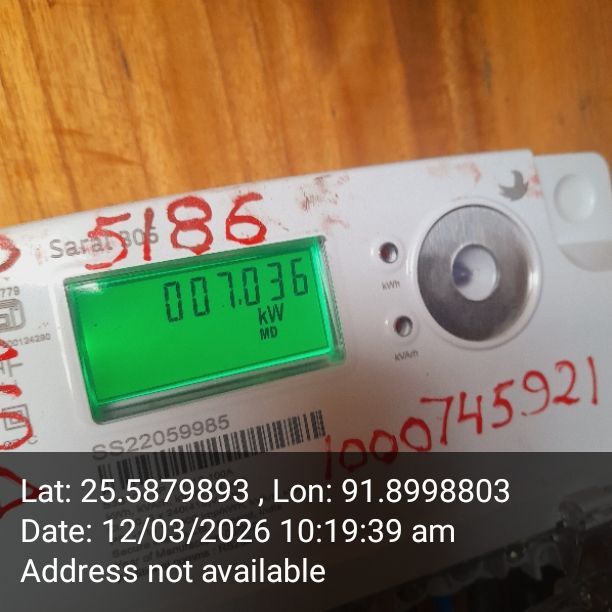 5186
Saral 305
007.036
kW
MD
kWh
kVArh
SS22059985
1000745921
Lat: 25.5879893 , Lon: 91.8998803
Date: 12/03/2026 10:19:39 am
Address not available